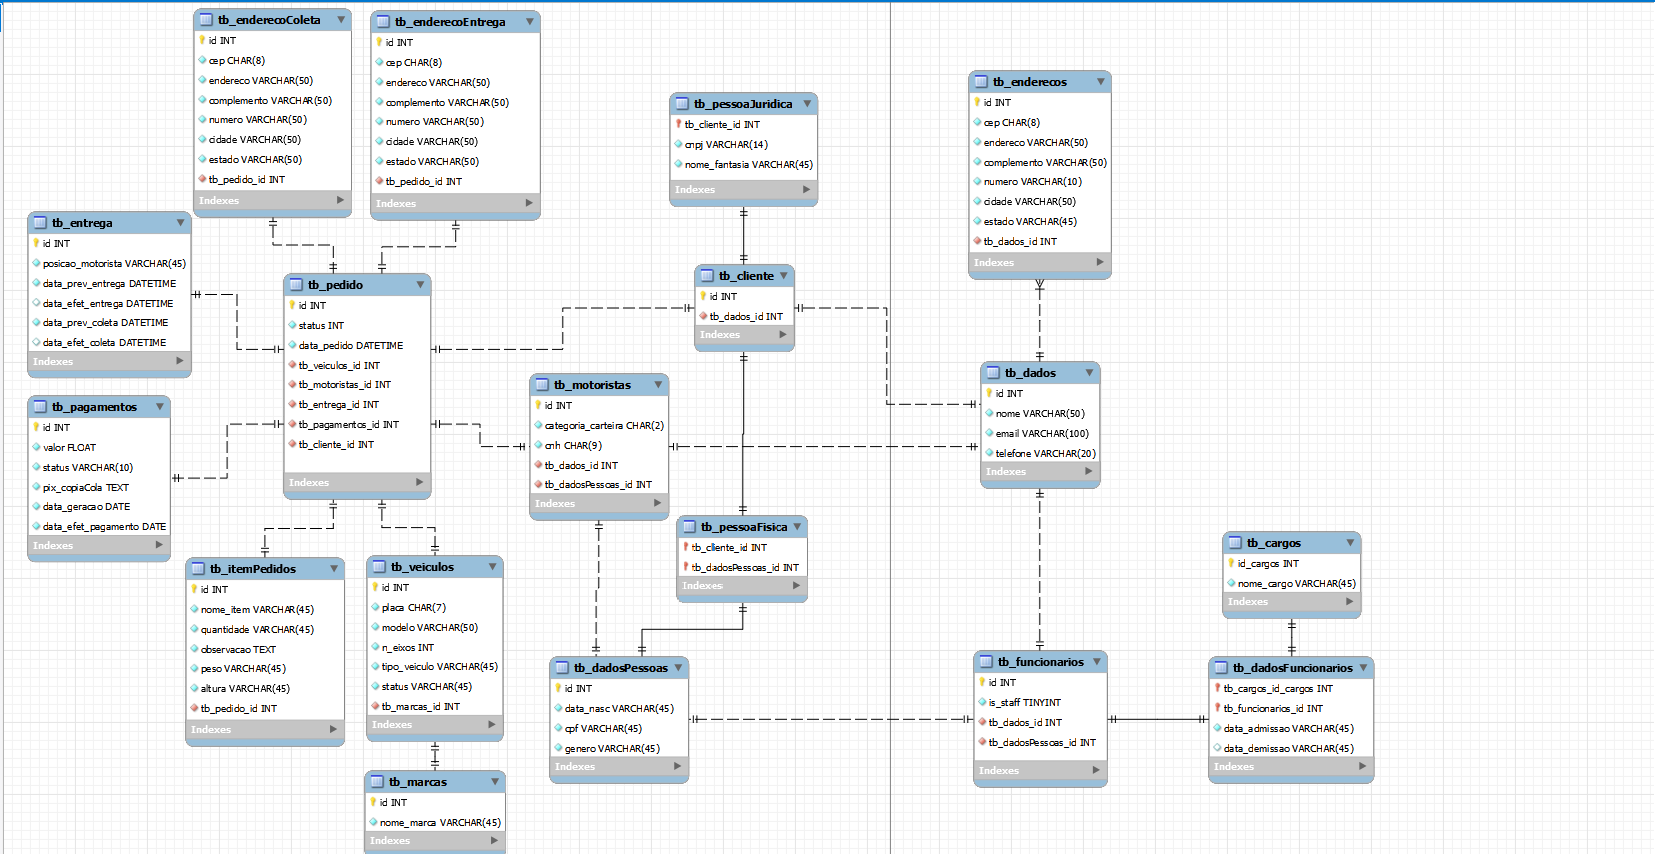 tb_enderecoColeta
id INT
cep CHAR(8)
endereco VARCHAR(50)
complemento VARCHAR(50)
numero VARCHAR(50)
cidade VARCHAR(50)
estado VARCHAR(50)
tb_pedido_id INT
Indexes
tb_enderecoEntrega
id INT
cep CHAR(8)
endereco VARCHAR(50)
complemento VARCHAR(50)
numero VARCHAR(50)
cidade VARCHAR(50)
estado VARCHAR(50)
tb_pedido_id INT
Indexes
tb_pessoaJuridica
tb_cliente_id INT
cnpj VARCHAR(14)
nome_fantasia VARCHAR(45)
Indexes
tb_enderecos
id INT
cep CHAR(8)
endereco VARCHAR(50)
complemento VARCHAR(50)
numero VARCHAR(10)
cidade VARCHAR(50)
estado VARCHAR(45)
tb_dados_id INT
Indexes
tb_entrega
id INT
posicao_motorista VARCHAR(45)
data_prev_entrega DATETIME
data_efet_entrega DATETIME
data_prev_coleta DATETIME
data_efet_coleta DATETIME
Indexes
tb_pedido
id INT
status INT
data_pedido DATETIME
tb_veiculos_id INT
tb_motoristas_id INT
tb_entrega_id INT
tb_pagamentos_id INT
tb_cliente_id INT
Indexes
tb_cliente
id INT
tb_dados_id INT
Indexes
tb_dados
id INT
nome VARCHAR(50)
email VARCHAR(100)
telefone VARCHAR(20)
Indexes
tb_pagamentos
id INT
valor FLOAT
status VARCHAR(10)
pix_copiaCola TEXT
data_geracao DATE
data_efet_pagamento DATE
Indexes
tb_motoristas
id INT
categoria_carteira CHAR(2)
cnh CHAR(9)
tb_dados_id INT
tb_dadosPessoas_id INT
Indexes
tb_pessoaFisica
tb_cliente_id INT
tb_dadosPessoas_id INT
Indexes
tb_cargos
id_cargos INT
nome_cargo VARCHAR(45)
Indexes
tb_itemPedidos
id INT
nome_item VARCHAR(45)
quantidade VARCHAR(45)
observacao TEXT
peso VARCHAR(45)
altura VARCHAR(45)
tb_pedido_id INT
Indexes
tb_veiculos
id INT
placa CHAR(7)
modelo VARCHAR(50)
n_eixos INT
tipo_veiculo VARCHAR(45)
status VARCHAR(45)
tb_marcas_id INT
Indexes
tb_dadosPessoas
id INT
data_nasc VARCHAR(45)
cpf VARCHAR(45)
genero VARCHAR(45)
Indexes
tb_funcionarios
id INT
is_staff TINYINT
tb_dados_id INT
tb_dadosPessoas_id INT
Indexes
tb_dadosFuncionarios
tb_cargos_id_cargos INT
tb_funcionarios_id INT
data_admissao VARCHAR(45)
data_demissao VARCHAR(45)
Indexes
tb_marcas
id INT
nome_marca VARCHAR(45)
Indexes